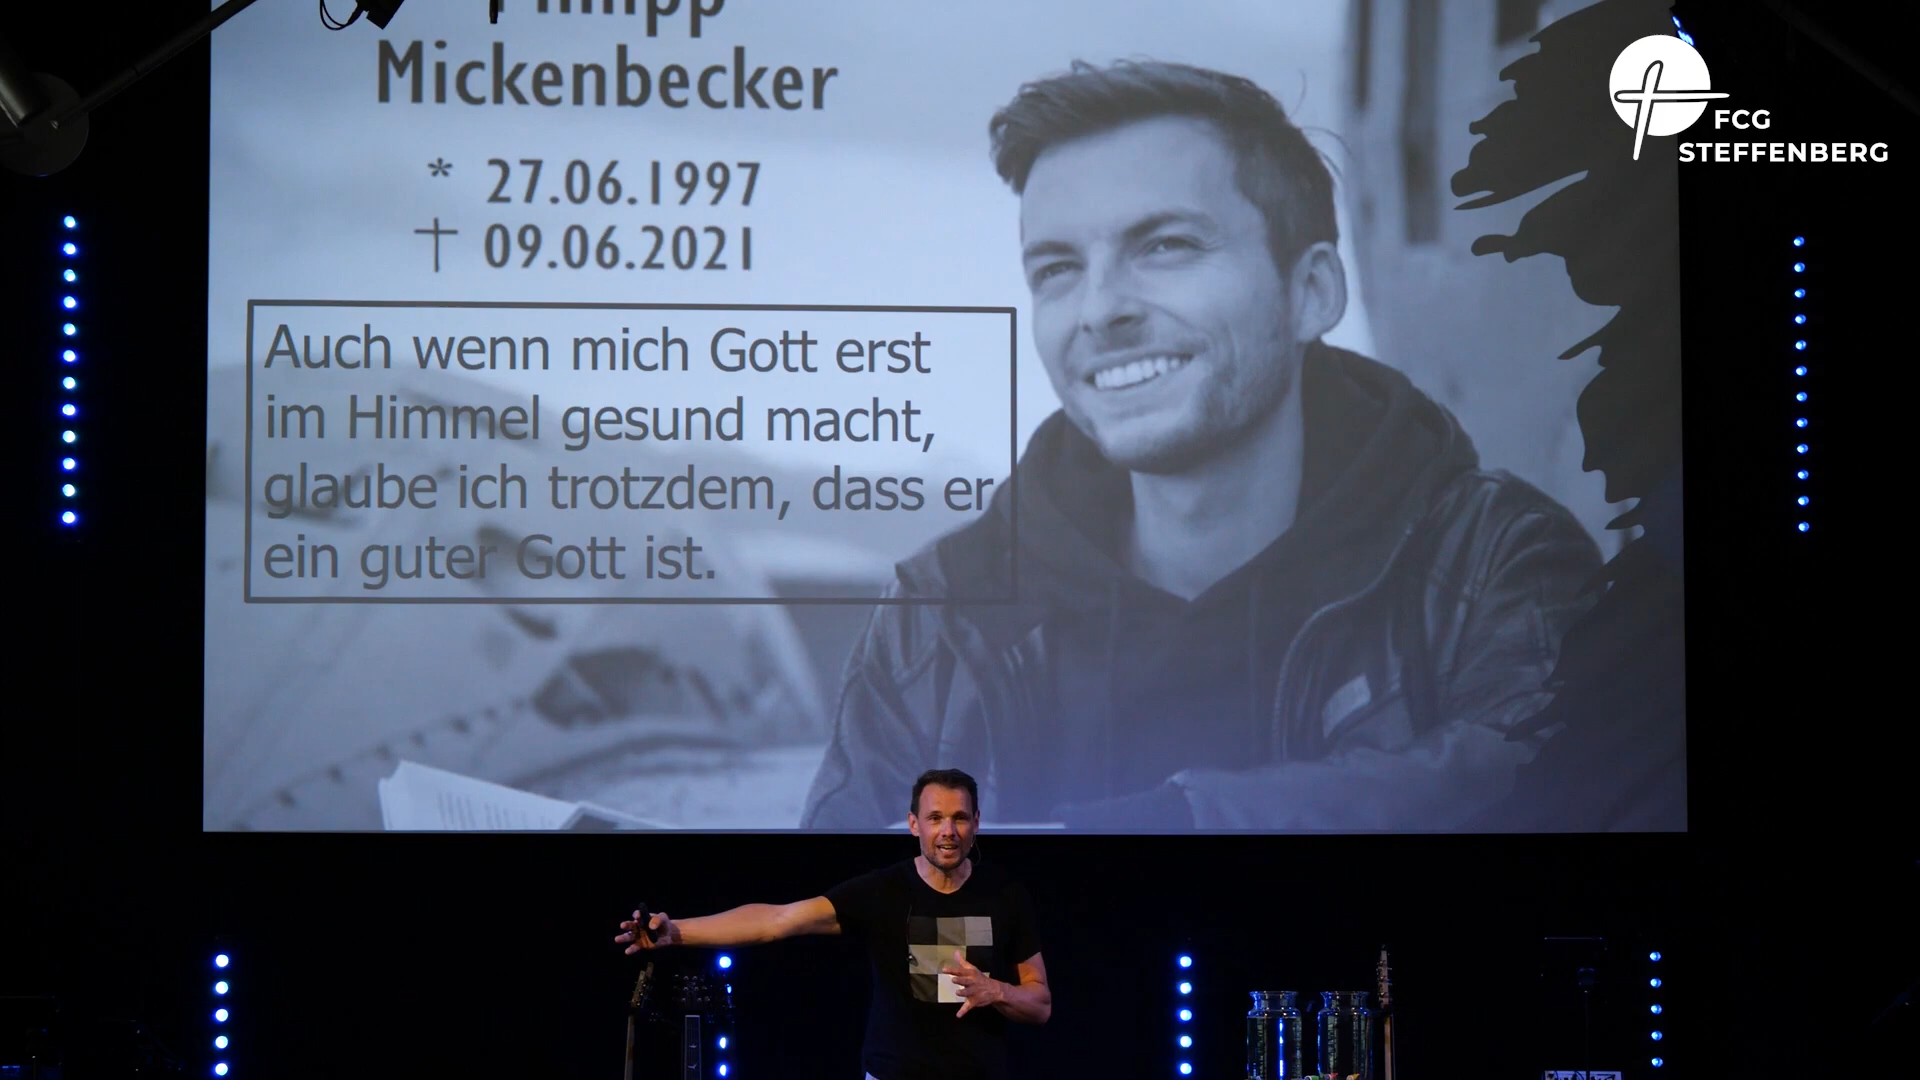 Philipp
Mickenbecker
* 27.06.1997
† 09.06.2021
Auch wenn mich Gott erst
im Himmel gesund macht,
glaube ich trotzdem, dass er
ein guter Gott ist.
FCG
STEFFENBERG